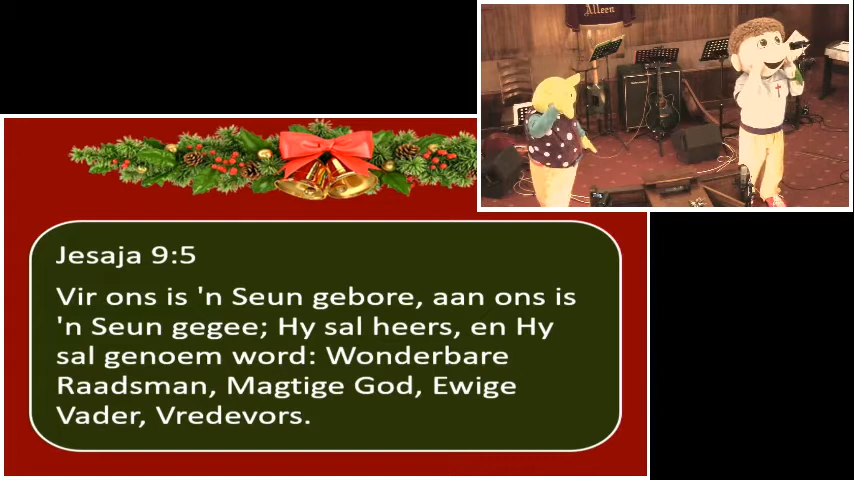 Alleen
Jesaja 9:5
Vir ons is 'n Seun gebore, aan ons is
'n Seun gegee; Hy sal heers, en Hy
sal genoem word: Wonderbare
Raadsman, Magtige God, Ewige
Vader, Vredevors.